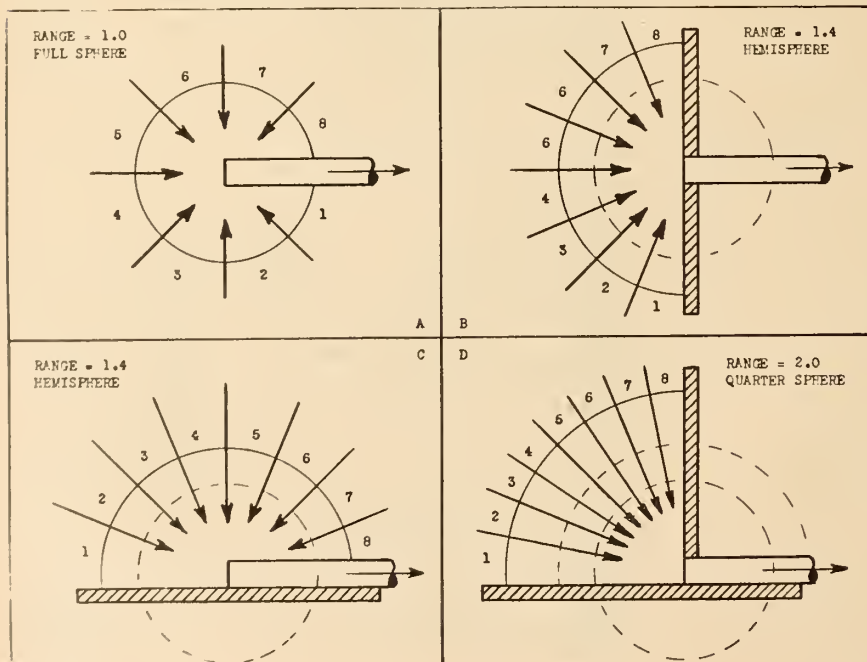 RANGE = 1.0
FULL SPHERE
6
7
5
8
4
1
3
2
A
RANGE = 1.4
HEMISPHERE
8
7
6
6
4
3
2
1
B
RANGE = 1.4
HEMISPHERE
C
4
5
3
6
2
7
1
8
D
RANGE = 2.0
QUARTER SPHERE
8
7
6
5
4
3
2
1